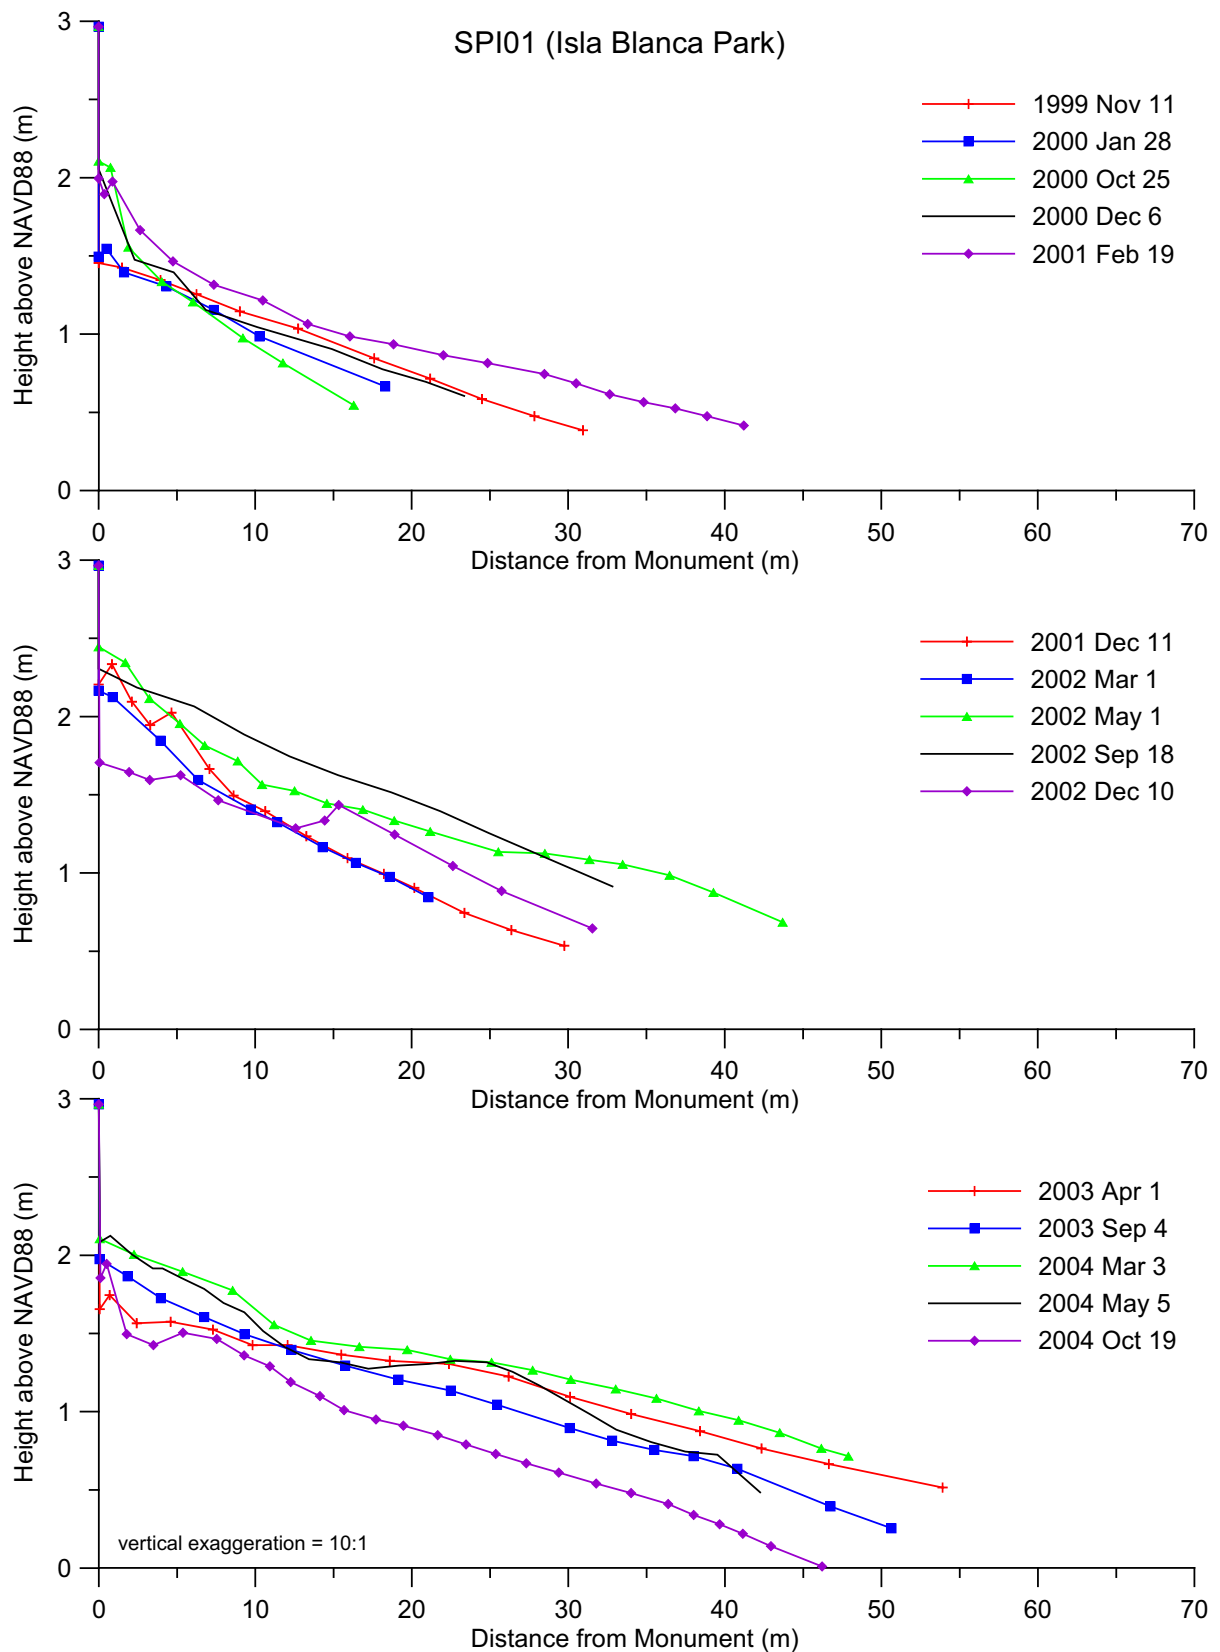 SPI01 (Isla Blanca Park)
Height above NAVD88 (m)
3
2
1
0
1999 Nov 11
2000 Jan 28
2000 Oct 25
2000 Dec 6
2001 Feb 19
0 10 20 30 40 50 60 70
Distance from Monument (m)
Height above NAVD88 (m)
3
2
1
0
2001 Dec 11
2002 Mar 1
2002 May 1
2002 Sep 18
2002 Dec 10
0 10 20 30 40 50 60 70
Distance from Monument (m)
Height above NAVD88 (m)
3
2
1
0
2003 Apr 1
2003 Sep 4
2004 Mar 3
2004 May 5
2004 Oct 19
vertical exaggeration = 10:1
0 10 20 30 40 50 60 70
Distance from Monument (m)